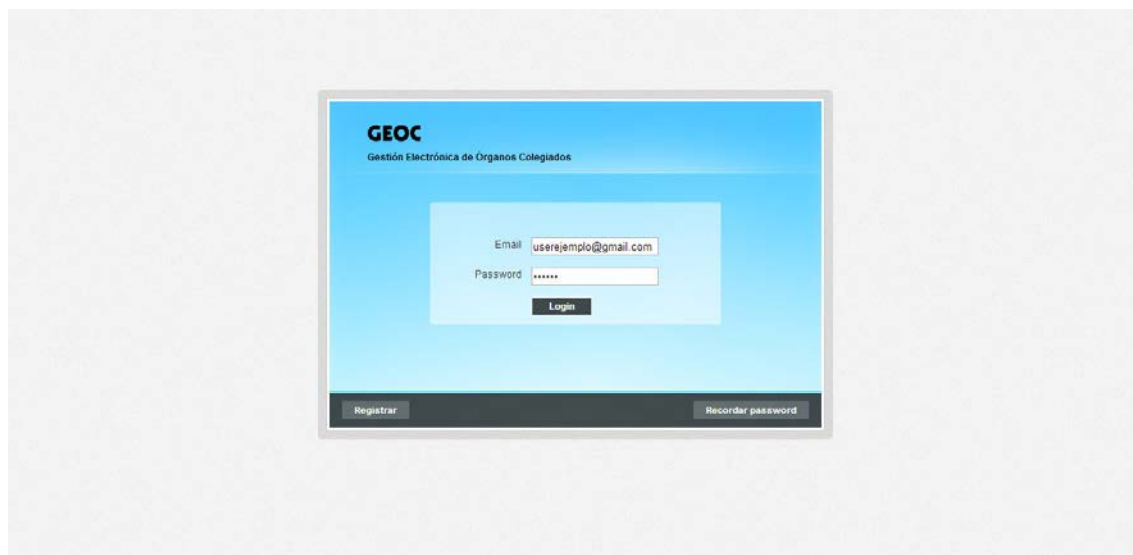 GEOC
Gestión Electrónica de Órganos Colegiados
Email userejemplo@gmail.com
Password ••••••
Login
Registrar Recordar password